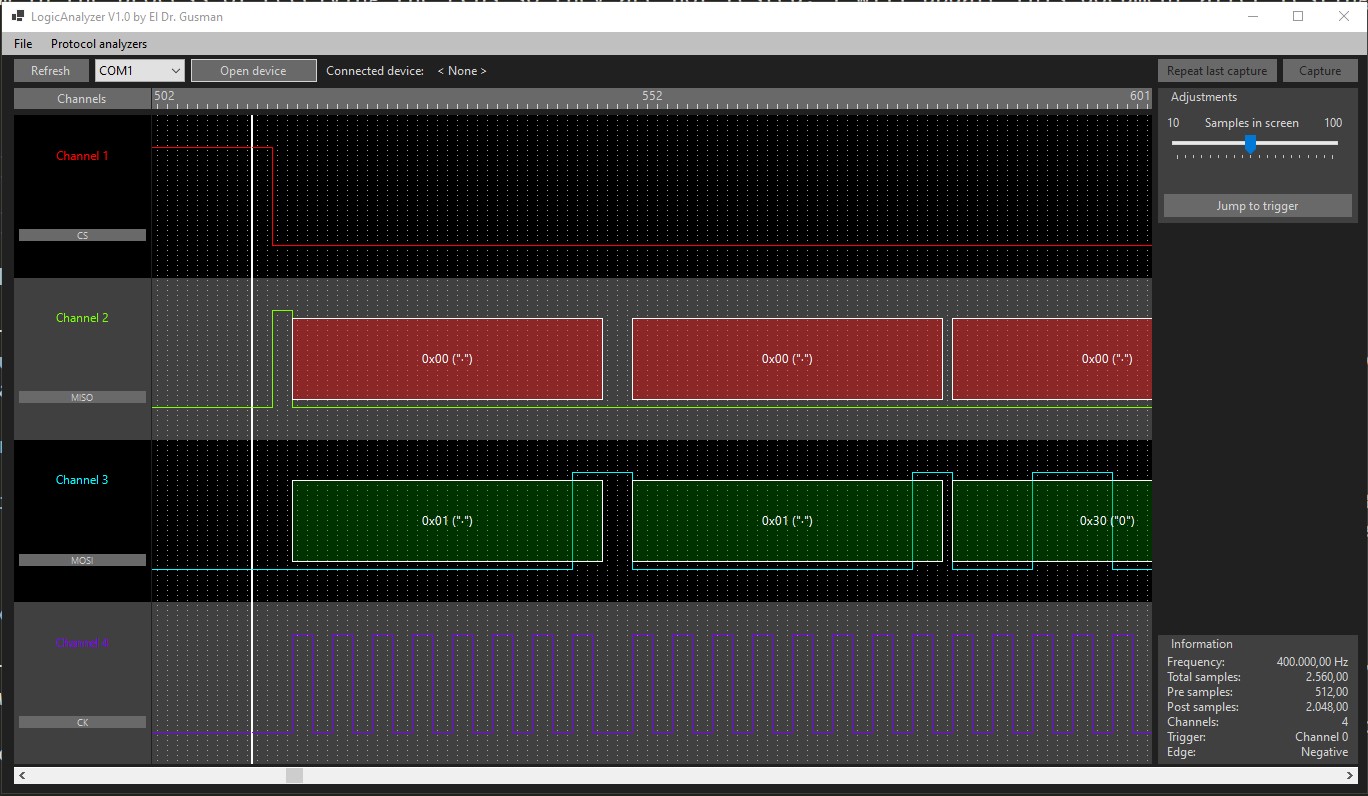 LogicAnalyzer V1.0 by El Dr. Gusman
File Protocol analyzers
Refresh COM1 Open device Connected device: < None > Repeat last capture Capture
Channels 502 552 601
Adjustments
10 Samples in screen 100
Jump to trigger
Channel 1
CS
Channel 2
MISO
0x00 ("·") 0x00 ("·") 0x00 ("·")
Channel 3
MOSI
0x01 ("·") 0x01 ("·") 0x30 ("0")
Channel 4
CK
Information
Frequency: 400.000,00 Hz
Total samples: 2.560,00
Pre samples: 512,00
Post samples: 2.048,00
Channels: 4
Trigger: Channel 0
Edge: Negative